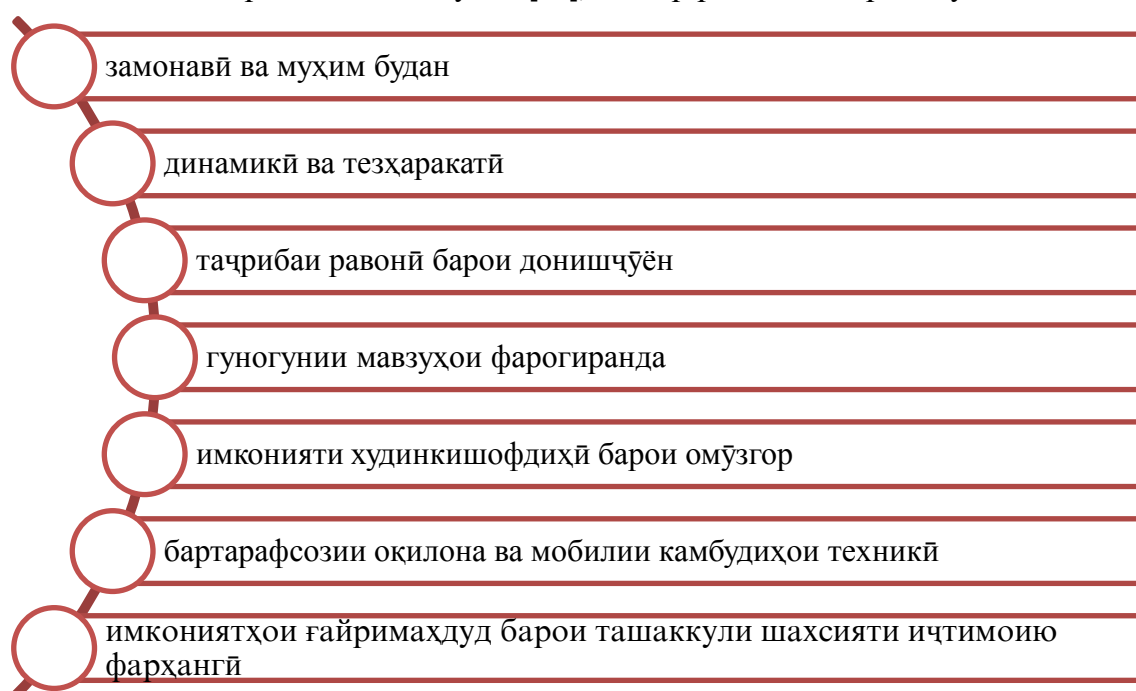 замонавӣ ва муҳим будан
динамикӣ ва тезҳаракатӣ
таҷрибаи равонӣ барои донишҷӯён
гуногунии мавзуҳои фарогиранда
имконияти худинкишофдиҳӣ барои омӯзгор
бартарафсозии оқилона ва мобилии камбудиҳои техникӣ
имкониятҳои ғайримаҳдуд барои ташаккули шахсияти иҷтимоию
фарҳангӣ